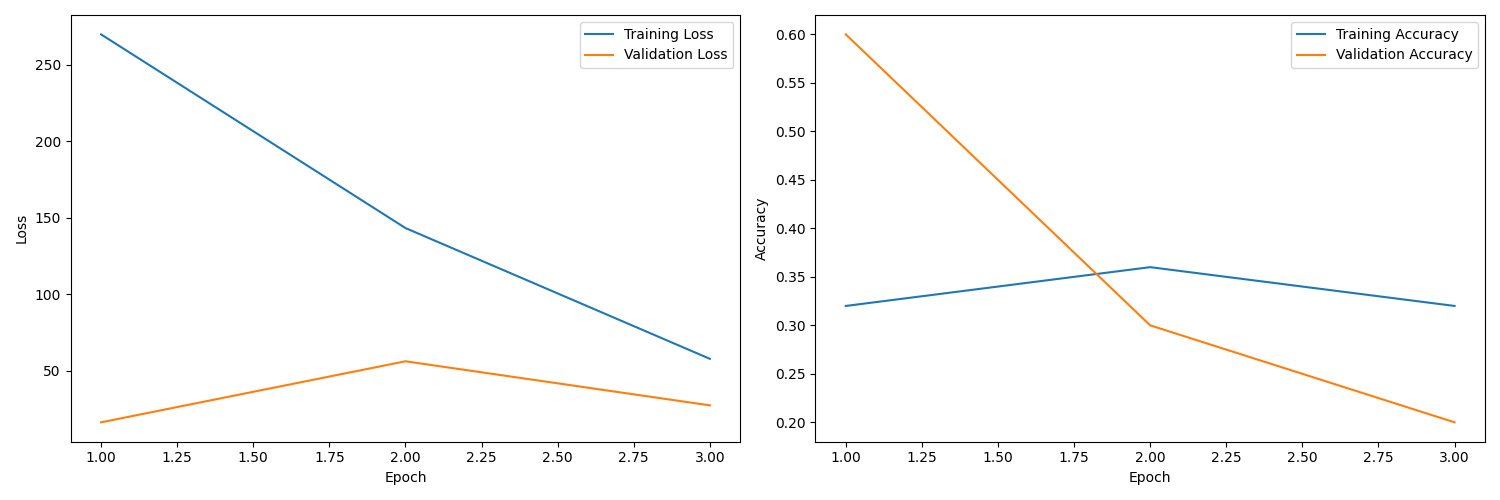 Training Loss
Validation Loss
250
200
150
100
50
Loss
1.00 1.25 1.50 1.75 2.00 2.25 2.50 2.75 3.00
Epoch
Training Accuracy
Validation Accuracy
0.60
0.55
0.50
0.45
0.40
0.35
0.30
0.25
0.20
Accuracy
1.00 1.25 1.50 1.75 2.00 2.25 2.50 2.75 3.00
Epoch